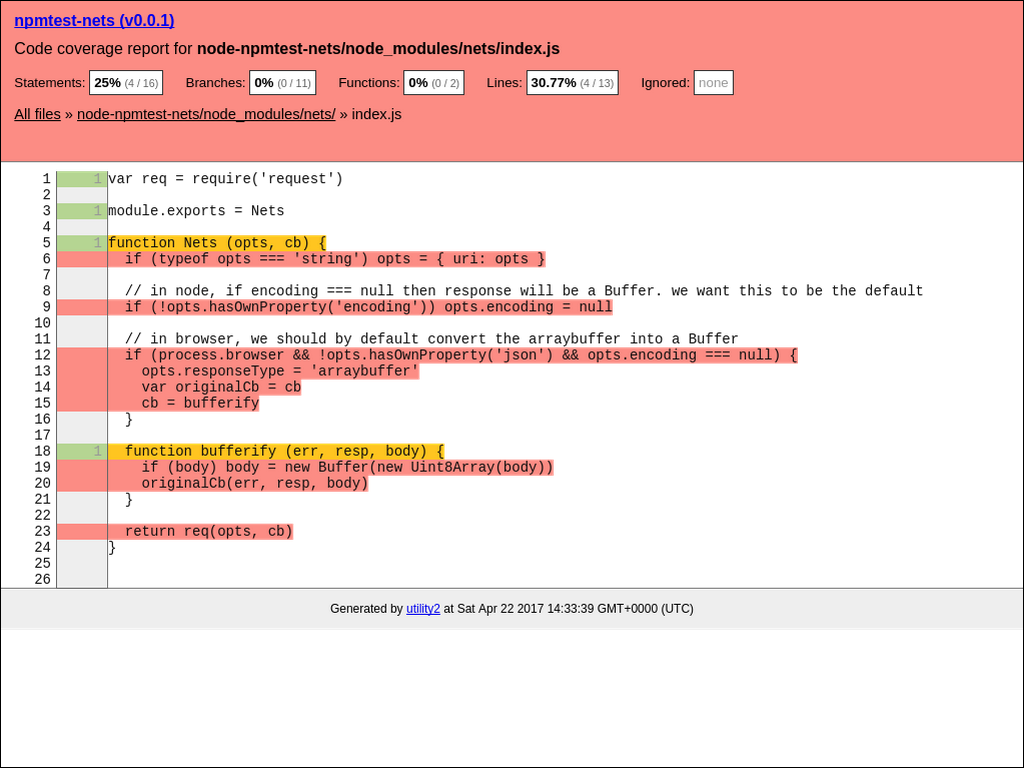 npmtest-nets (v0.0.1)
Code coverage report for node-npmtest-nets/node_modules/nets/index.js
Statements: 25% (4 / 16) Branches: 0% (0 / 11) Functions: 0% (0 / 2) Lines: 30.77% (4 / 13) Ignored: none
All files » node-npmtest-nets/node_modules/nets/ » index.js
1 1 var req = require('request')
2
3 1 module.exports = Nets
4
5 1 function Nets (opts, cb) {
6   if (typeof opts === 'string') opts = { uri: opts }
7
8   // in node, if encoding === null then response will be a Buffer. we want this to be the default
9   if (!opts.hasOwnProperty('encoding')) opts.encoding = null
10
11   // in browser, we should by default convert the arraybuffer into a Buffer
12   if (process.browser && !opts.hasOwnProperty('json') && opts.encoding === null) {
13     opts.responseType = 'arraybuffer'
14     var originalCb = cb
15     cb = bufferify
16   }
17
18 1   function bufferify (err, resp, body) {
19     if (body) body = new Buffer(new Uint8Array(body))
20     originalCb(err, resp, body)
21   }
22
23   return req(opts, cb)
24 }
25
26
Generated by utility2 at Sat Apr 22 2017 14:33:39 GMT+0000 (UTC)